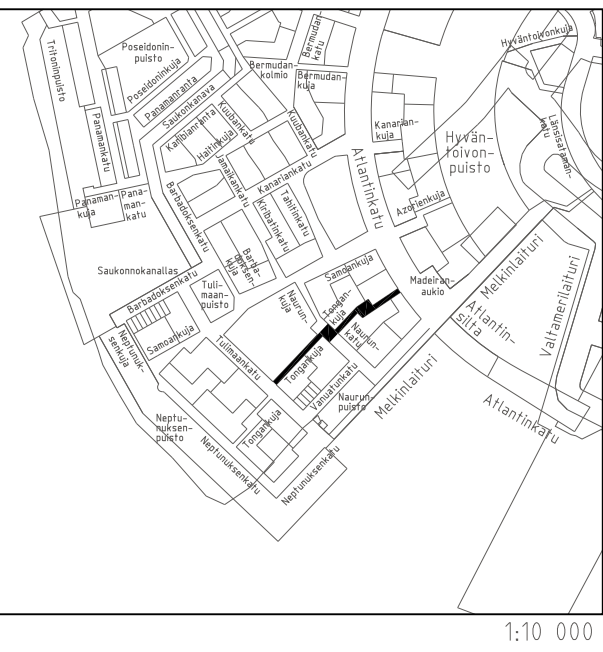 Tritoninpuisto
Poseidonin-
puisto
Poseidoninkuja
Panamanranta
Saukonkanava
Panamankatu
Karibianranta
Haitinkuja
Kuubankatu
Bermudan-
kolmio
Bermudan
katu
Bermudan-
kuja
Kuubankatu
Jamaikankatu
Kanariankatu
Kanarian-
kuja
Atlantinkatu
Hyvän-
toivon-
puisto
Hyväntoivonkuja
Länsisataman-
katu
Panaman-
kuja
Pana-
man-
katu
Barbadoksenkatu
Tahitinkatu
Kiribatinkatu
Barba-
doksen-
kuja
Azorienkuja
Saukonnokanallas
Barbadoksenkatu
Tuli-
maan-
puisto
Samoankuja
Madeiran-
aukio
Melkinlaituri
Valtamerilaituri
Atlantin-
silta
Naurun-
kuja
Tongan-
kuja
Naurun-
katu
Neptunuk-
senkuja
Samoankuja
Tulimaankatu
Tongankuja
Vanuatunkatu
Naurun-
puisto
Melkinlaituri
Atlantinkatu
Neptu-
nuksen-
puisto
Tongankuja
Neptunuksenkatu
Neptunuksenkatu
1:10 000